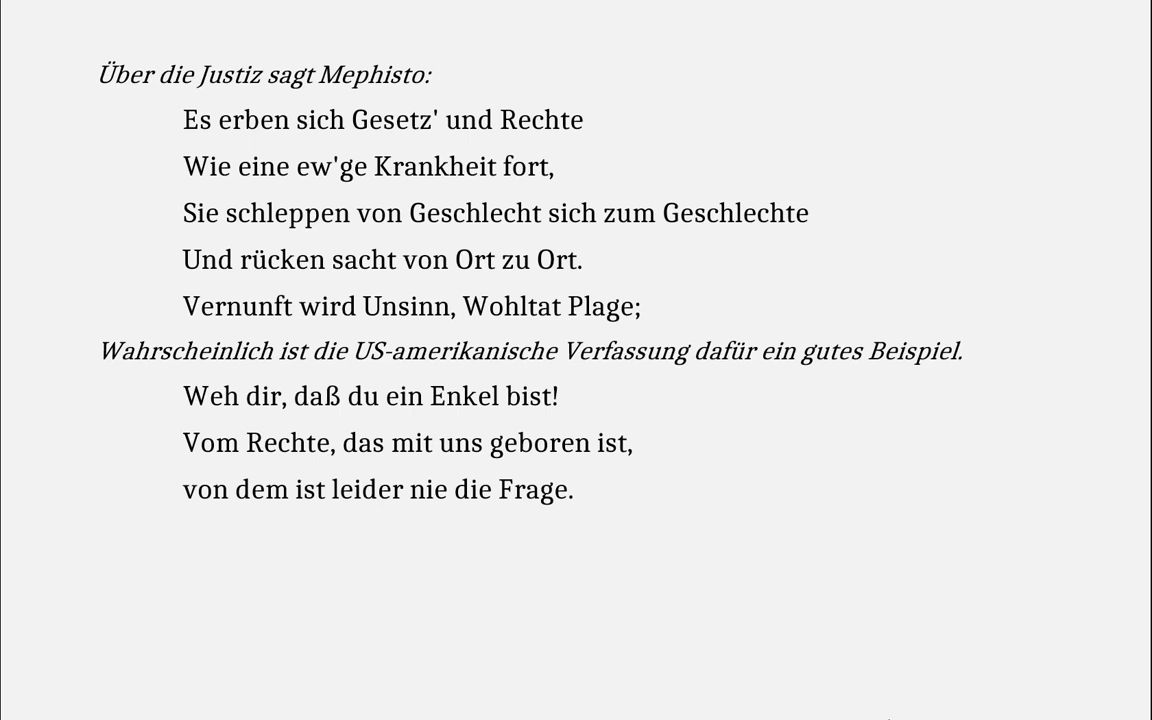 Über die Justiz sagt Mephisto:
Es erben sich Gesetz' und Rechte
Wie eine ew'ge Krankheit fort,
Sie schleppen von Geschlecht sich zum Geschlechte
Und rücken sacht von Ort zu Ort.
Vernunft wird Unsinn, Wohltat Plage;
Wahrscheinlich ist die US-amerikanische Verfassung dafür ein gutes Beispiel.
Weh dir, daß du ein Enkel bist!
Vom Rechte, das mit uns geboren ist,
von dem ist leider nie die Frage.